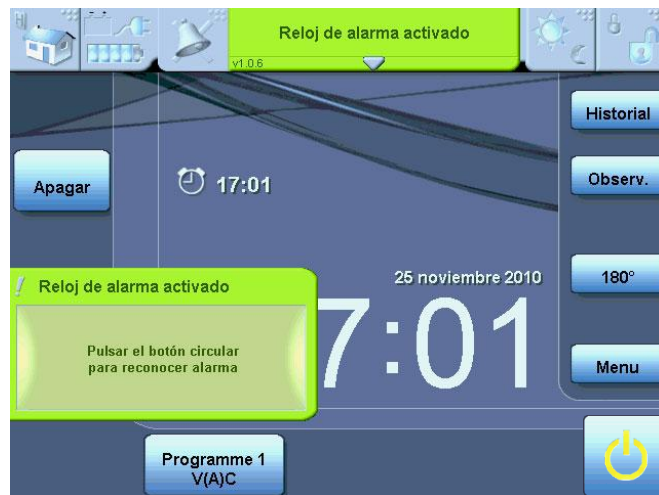 Reloj de alarma activado
v1.0.6
Historial
Apagar
17:01
Observ.
25 noviembre 2010
180°
! Reloj de alarma activado
7:01
Pulsar el botón circular
para reconocer alarma
Menu
Programme 1
V(A)C